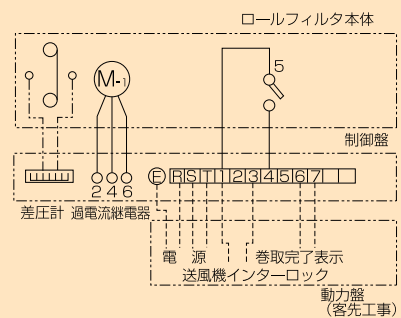 ロールフィルタ本体
M-1
5
制御盤
2 4 6
E R S T 1 2 3 4 5 6 7
差圧計 過電流継電器
電 源 巻取完了表示
送風機インターロック
動力盤
(客先工事)